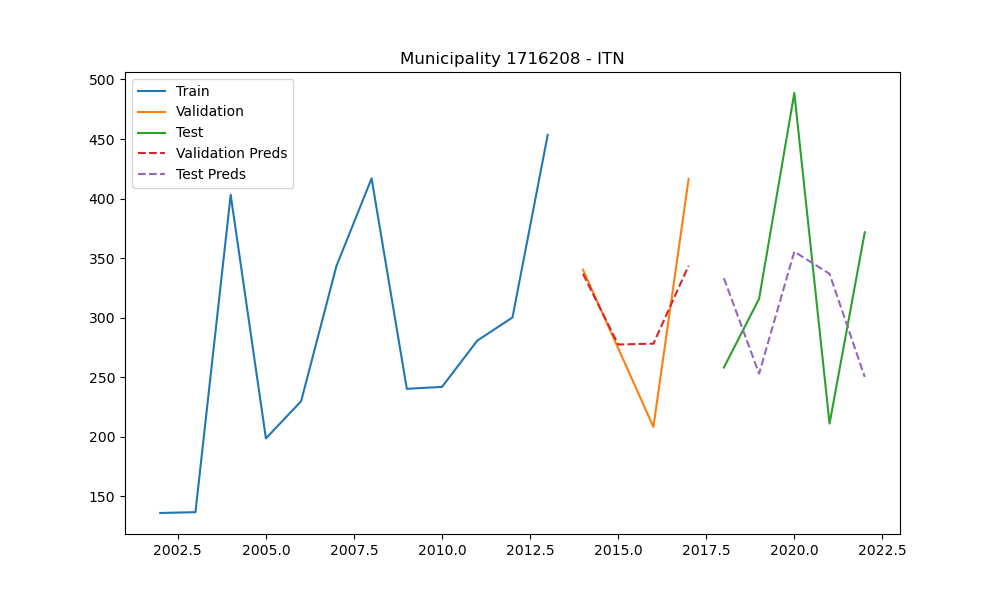 Municipality 1716208 - ITN
Train
Validation
Test
Validation Preds
Test Preds
500
450
400
350
300
250
200
150
2002.5 2005.0 2007.5 2010.0 2012.5 2015.0 2017.5 2020.0 2022.5